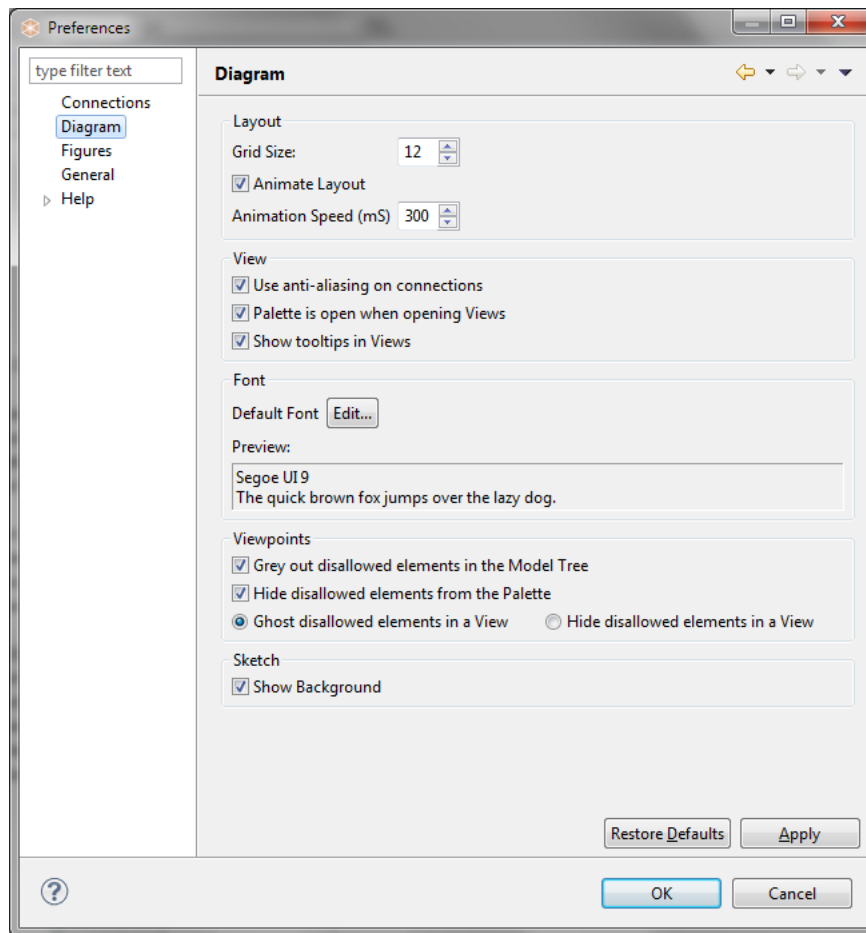 Preferences
type filter text
Connections
Diagram
Figures
General
Help
Diagram
Layout
Grid Size: 12
Animate Layout
Animation Speed (mS) 300
View
Use anti-aliasing on connections
Palette is open when opening Views
Show tooltips in Views
Font
Default Font Edit...
Preview:
Segoe UI 9
The quick brown fox jumps over the lazy dog.
Viewpoints
Grey out disallowed elements in the Model Tree
Hide disallowed elements from the Palette
Ghost disallowed elements in a View Hide disallowed elements in a View
Sketch
Show Background
Restore Defaults Apply
? OK Cancel